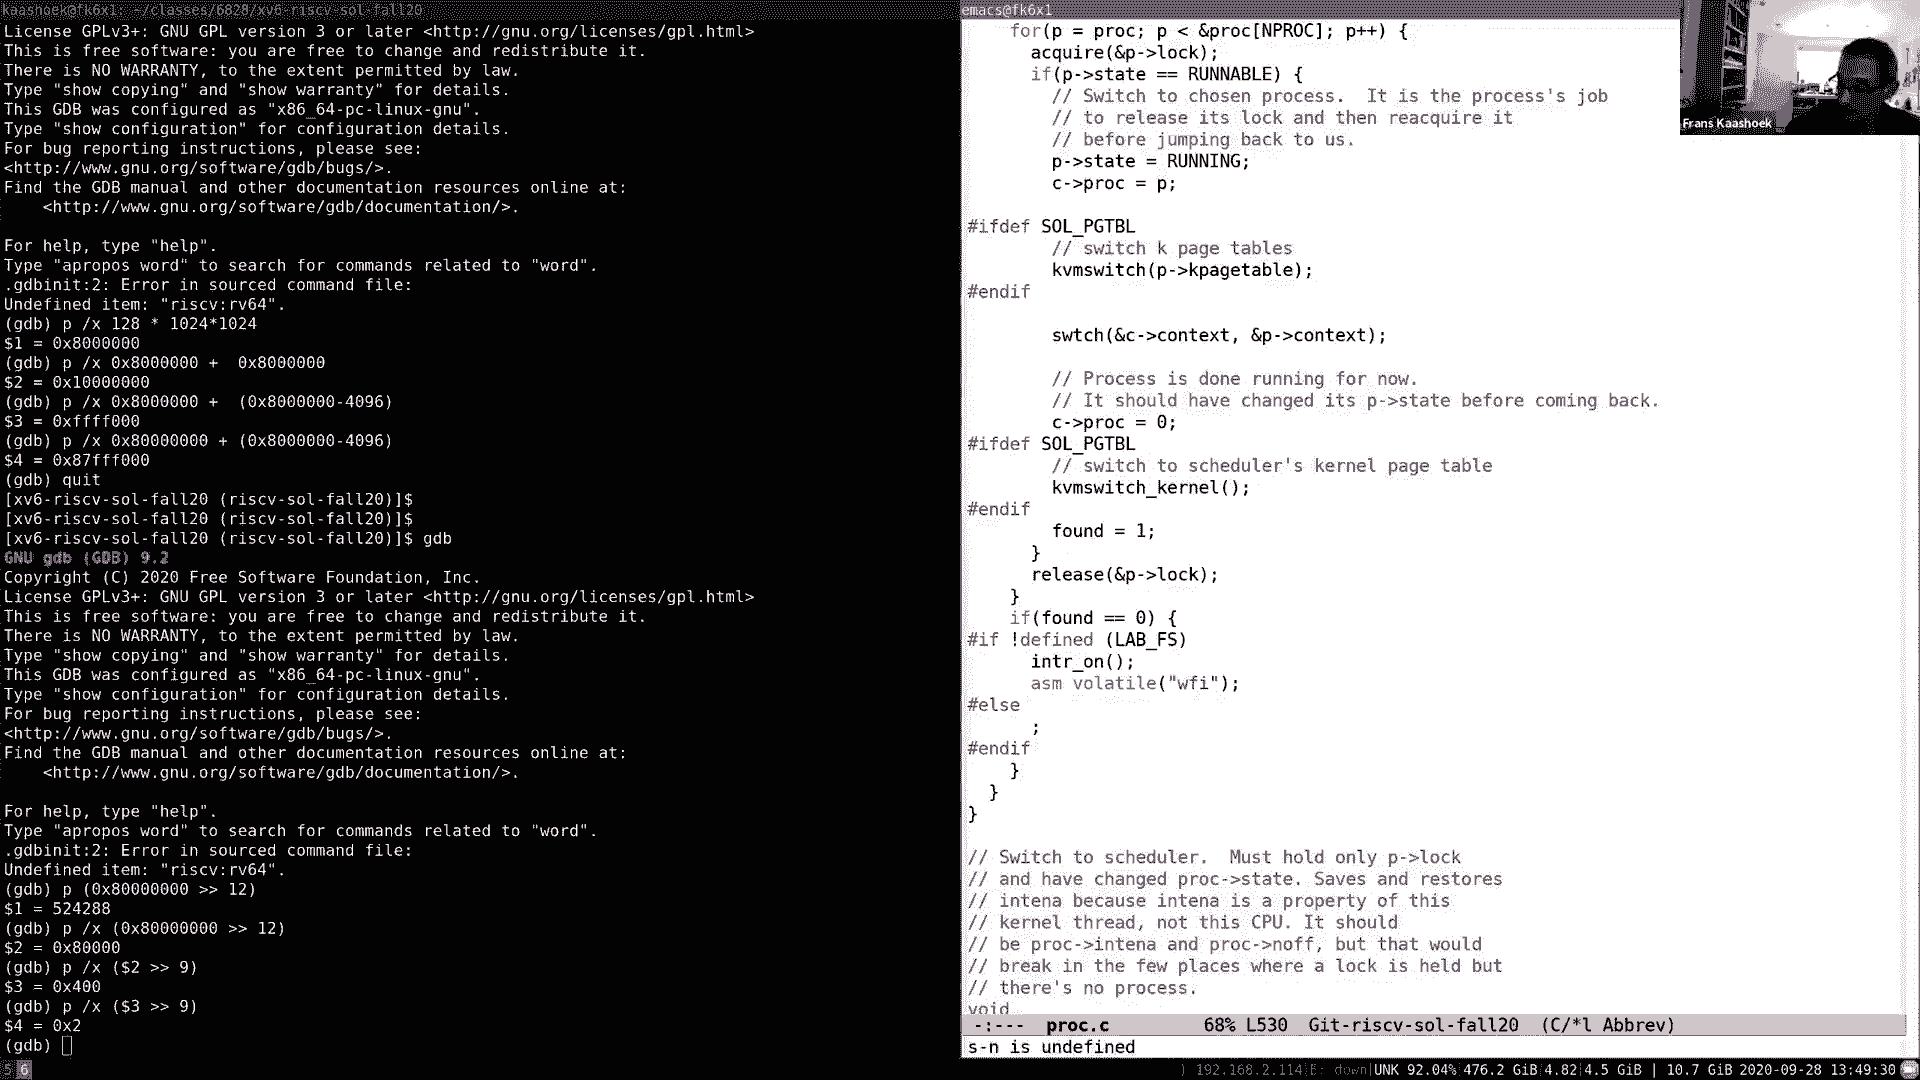 kaashoek@fk6x1: ~/classes/6828/xv6-riscv-sol-fall20
License GPLv3+: GNU GPL version 3 or later <http://gnu.org/licenses/gpl.html>
This is free software: you are free to change and redistribute it.
There is NO WARRANTY, to the extent permitted by law.
Type "show copying" and "show warranty" for details.
This GDB was configured as "x86_64-pc-linux-gnu".
Type "show configuration" for configuration details.
For bug reporting instructions, please see:
<http://www.gnu.org/software/gdb/bugs/>.
Find the GDB manual and other documentation resources online at:
    <http://www.gnu.org/software/gdb/documentation/>.
For help, type "help".
Type "apropos word" to search for commands related to "word".
.gdbinit:2: Error in sourced command file:
Undefined item: "riscv:rv64".
(gdb) p /x 128 * 1024*1024
$1 = 0x8000000
(gdb) p /x 0x8000000 +  0x8000000
$2 = 0x10000000
(gdb) p /x 0x8000000 +  (0x8000000-4096)
$3 = 0xffff000
(gdb) p /x 0x80000000 + (0x8000000-4096)
$4 = 0x87fff000
(gdb) quit
[xv6-riscv-sol-fall20 (riscv-sol-fall20)]$
[xv6-riscv-sol-fall20 (riscv-sol-fall20)]$
[xv6-riscv-sol-fall20 (riscv-sol-fall20)]$ gdb
GNU gdb (GDB) 9.2
Copyright (C) 2020 Free Software Foundation, Inc.
License GPLv3+: GNU GPL version 3 or later <http://gnu.org/licenses/gpl.html>
This is free software: you are free to change and redistribute it.
There is NO WARRANTY, to the extent permitted by law.
Type "show copying" and "show warranty" for details.
This GDB was configured as "x86_64-pc-linux-gnu".
Type "show configuration" for configuration details.
For bug reporting instructions, please see:
<http://www.gnu.org/software/gdb/bugs/>.
Find the GDB manual and other documentation resources online at:
    <http://www.gnu.org/software/gdb/documentation/>.
For help, type "help".
Type "apropos word" to search for commands related to "word".
.gdbinit:2: Error in sourced command file:
Undefined item: "riscv:rv64".
(gdb) p (0x80000000 >> 12)
$1 = 524288
(gdb) p /x (0x80000000 >> 12)
$2 = 0x80000
(gdb) p /x ($2 >> 9)
$3 = 0x400
(gdb) p /x ($3 >> 9)
$4 = 0x2
(gdb)
5 6
emacs@fk6x1
    for(p = proc; p < &proc[NPROC]; p++) {
      acquire(&p->lock);
      if(p->state == RUNNABLE) {
        // Switch to chosen process.  It is the process's job
        // to release its lock and then reacquire it
        // before jumping back to us.
        p->state = RUNNING;
        c->proc = p;
#ifdef SOL_PGTBL
        // switch k page tables
        kvmswitch(p->kpagetable);
#endif
        swtch(&c->context, &p->context);
        // Process is done running for now.
        // It should have changed its p->state before coming back.
        c->proc = 0;
#ifdef SOL_PGTBL
        // switch to scheduler's kernel page table
        kvmswitch_kernel();
#endif
        found = 1;
      }
      release(&p->lock);
    }
    if(found == 0) {
#if !defined (LAB_FS)
      intr_on();
      asm volatile("wfi");
#else
      ;
#endif
    }
  }
}
// Switch to scheduler.  Must hold only p->lock
// and have changed proc->state. Saves and restores
// intena because intena is a property of this
// kernel thread, not this CPU. It should
// be proc->intena and proc->noff, but that would
// break in the few places where a lock is held but
// there's no process.
void
-:---  proc.c         68% L530  Git-riscv-sol-fall20  (C/*l Abbrev)
s-n is undefined
) 192.168.2.114|E: down|UNK 92.04%|476.2 GiB|4.82|4.5 GiB | 10.7 GiB 2020-09-28 13:49:30
Frans Kaashoek